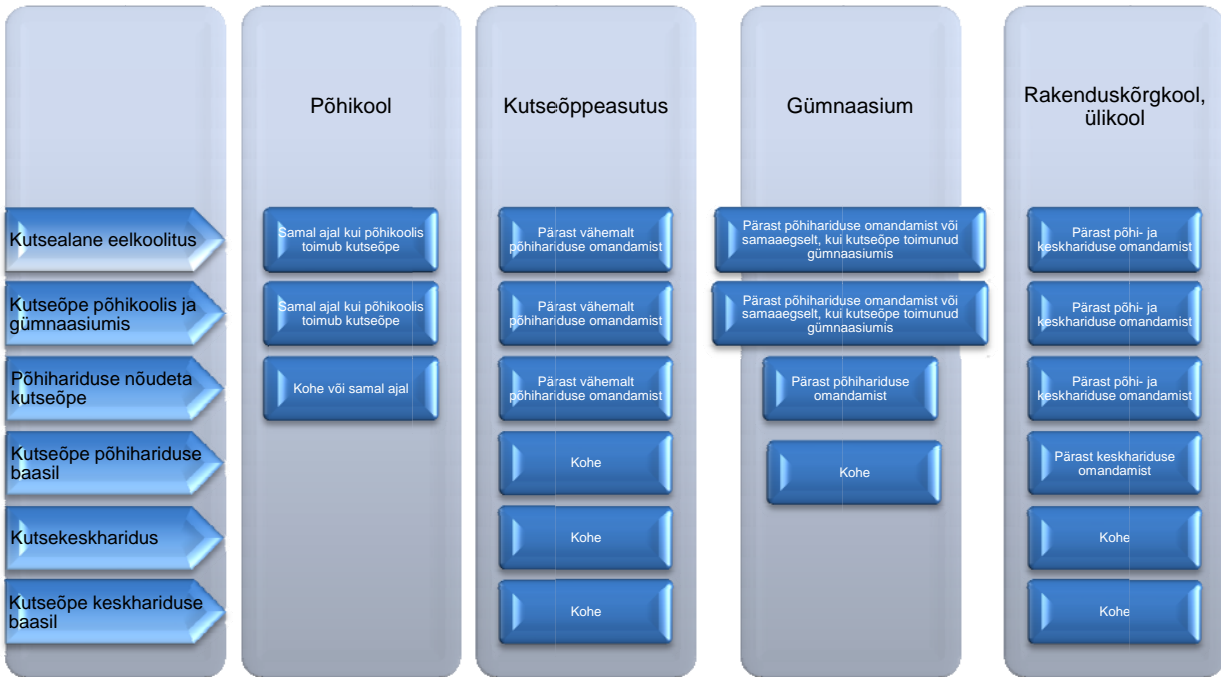 Põhikool
Kutseõppeasutus
Gümnaasium
Rakenduskõrgkool,
ülikool
Kutsealane eelkoolitus
Samal ajal kui põhikoolis
toimub kutseõpe
Pärast vähemalt
põhihariduse omandamist
Pärast põhihariduse omandamist või
samaaegselt, kui kutseõpe toimunud
gümnaasiumis
Pärast põhi- ja
keskhariduse omandamist
Kutseõpe põhikoolis ja
gümnaasiumis
Samal ajal kui põhikoolis
toimub kutseõpe
Pärast vähemalt
põhihariduse omandamist
Pärast põhihariduse omandamist või
samaaegselt, kui kutseõpe toimunud
gümnaasiumis
Pärast põhi- ja
keskhariduse omandamist
Põhihariduse nõudeta
kutseõpe
Kohe või samal ajal
Pärast vähemalt
põhihariduse omandamist
Pärast põhihariduse
omandamist
Pärast põhi- ja
keskhariduse omandamist
Kutseõpe põhihariduse
baasil
Kohe
Kohe
Pärast keskhariduse
omandamist
Kutsekeskharidus
Kohe
Kohe
Kutseõpe keskhariduse
baasil
Kohe
Kohe